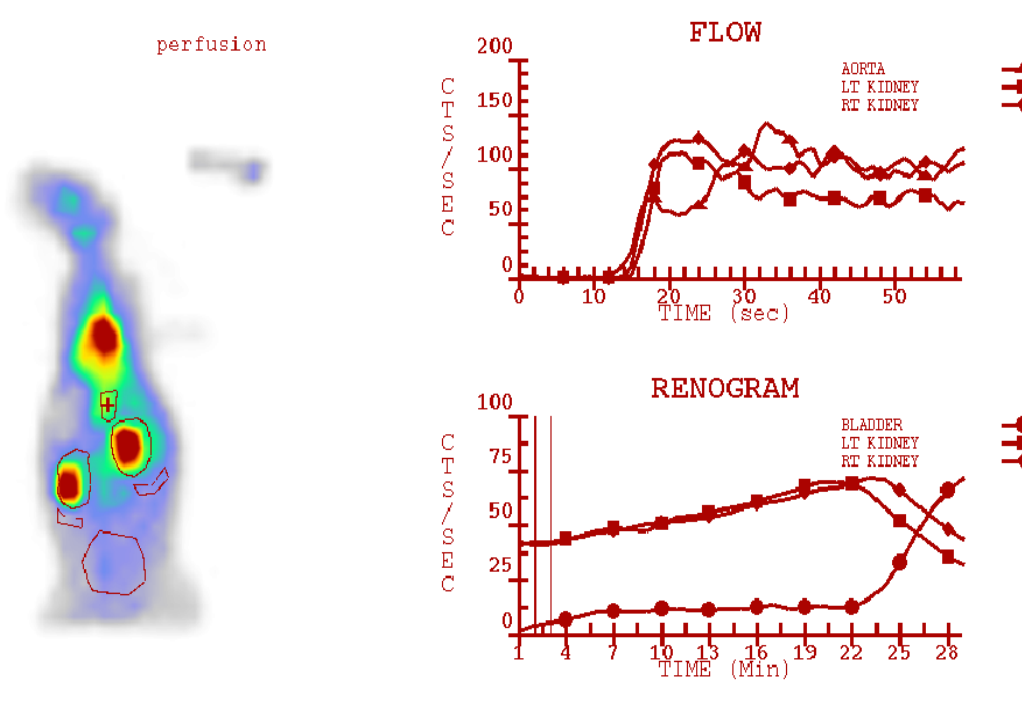 perfusion
FLOW
200
150
100
50
0
CTS/SEC
AORTA
LT KIDNEY
RT KIDNEY
0 10 20 30 40 50
TIME (sec)
RENOGRAM
100
75
50
25
0
CTS/SEC
BLADDER
LT KIDNEY
RT KIDNEY
1 4 7 10 13 16 19 22 25 28
TIME (Min)